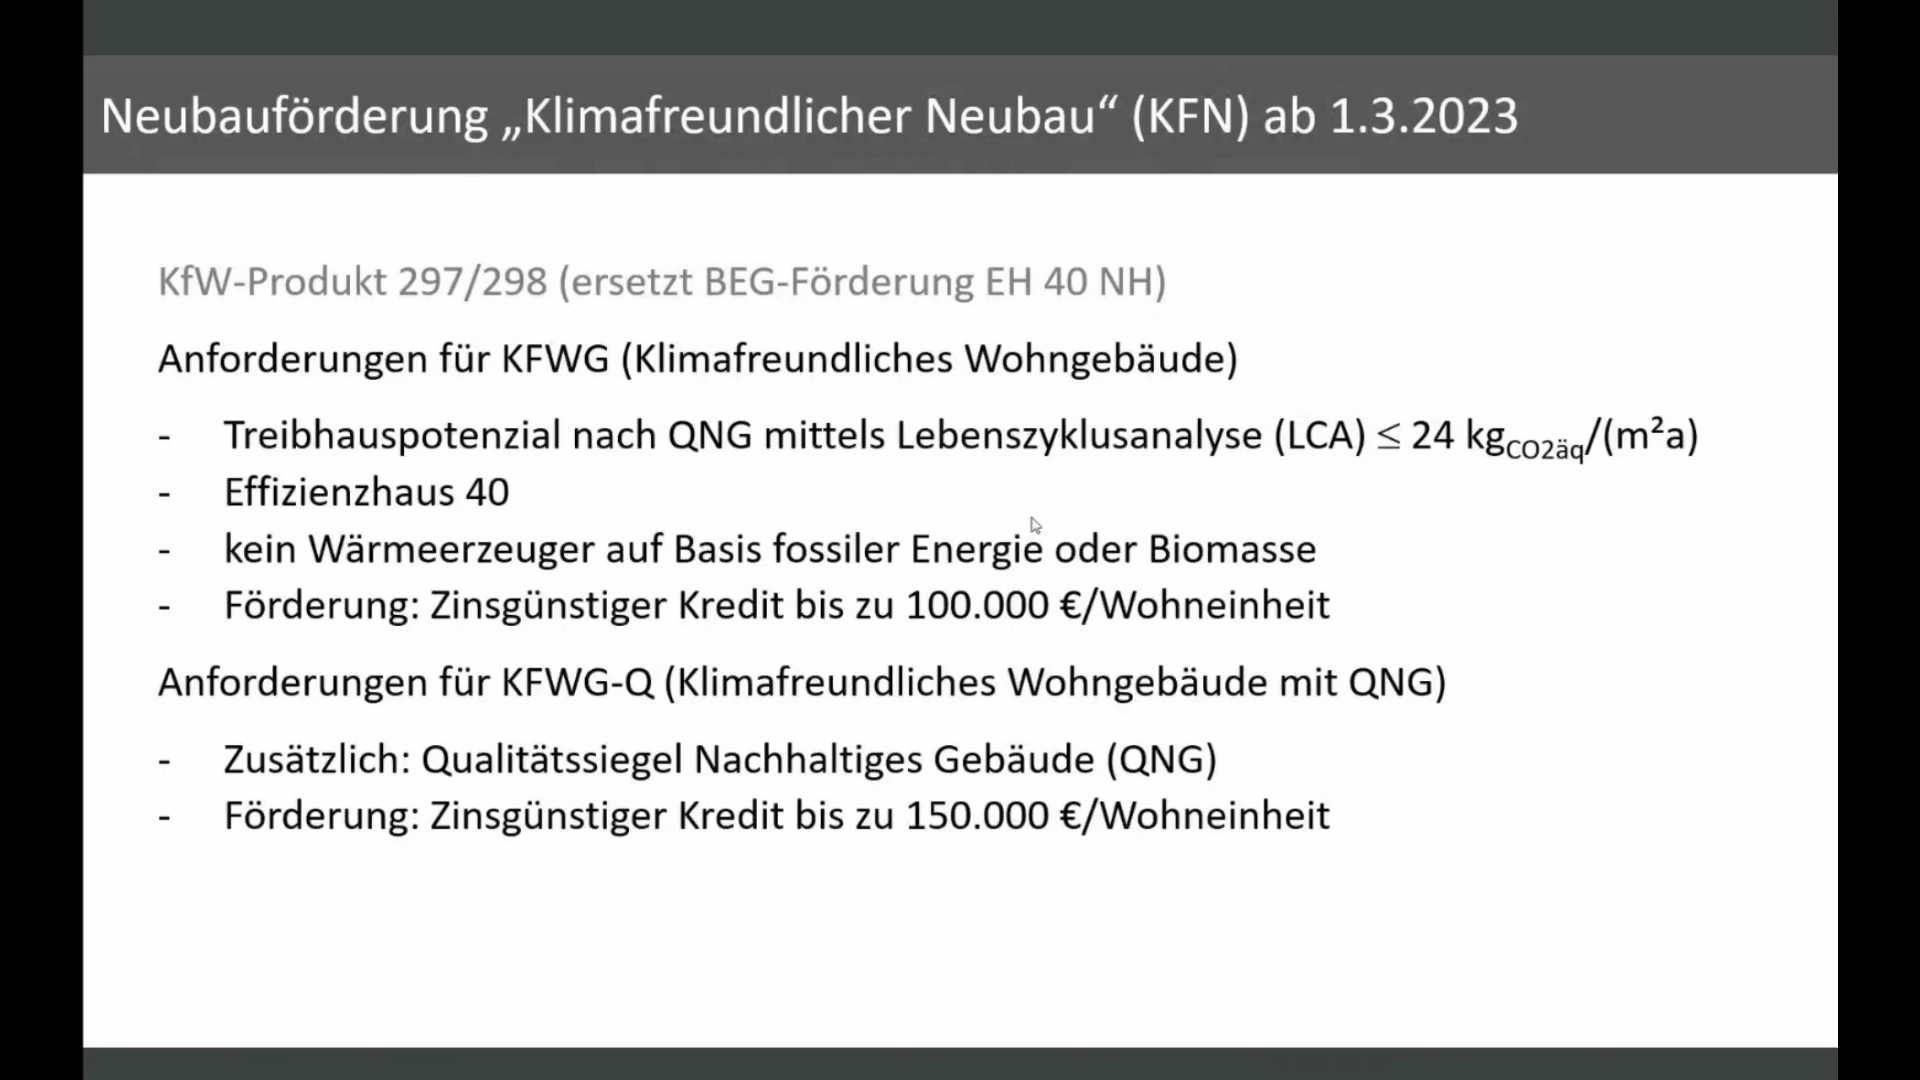 Neubauförderung „Klimafreundlicher Neubau“ (KFN) ab 1.3.2023
KfW-Produkt 297/298 (ersetzt BEG-Förderung EH 40 NH)
Anforderungen für KFWG (Klimafreundliches Wohngebäude)
- Treibhauspotenzial nach QNG mittels Lebenszyklusanalyse (LCA) ≤ 24 kgCO2äq/(m²a)
- Effizienzhaus 40
- kein Wärmeerzeuger auf Basis fossiler Energie oder Biomasse
- Förderung: Zinsgünstiger Kredit bis zu 100.000 €/Wohneinheit
Anforderungen für KFWG-Q (Klimafreundliches Wohngebäude mit QNG)
- Zusätzlich: Qualitätssiegel Nachhaltiges Gebäude (QNG)
- Förderung: Zinsgünstiger Kredit bis zu 150.000 €/Wohneinheit